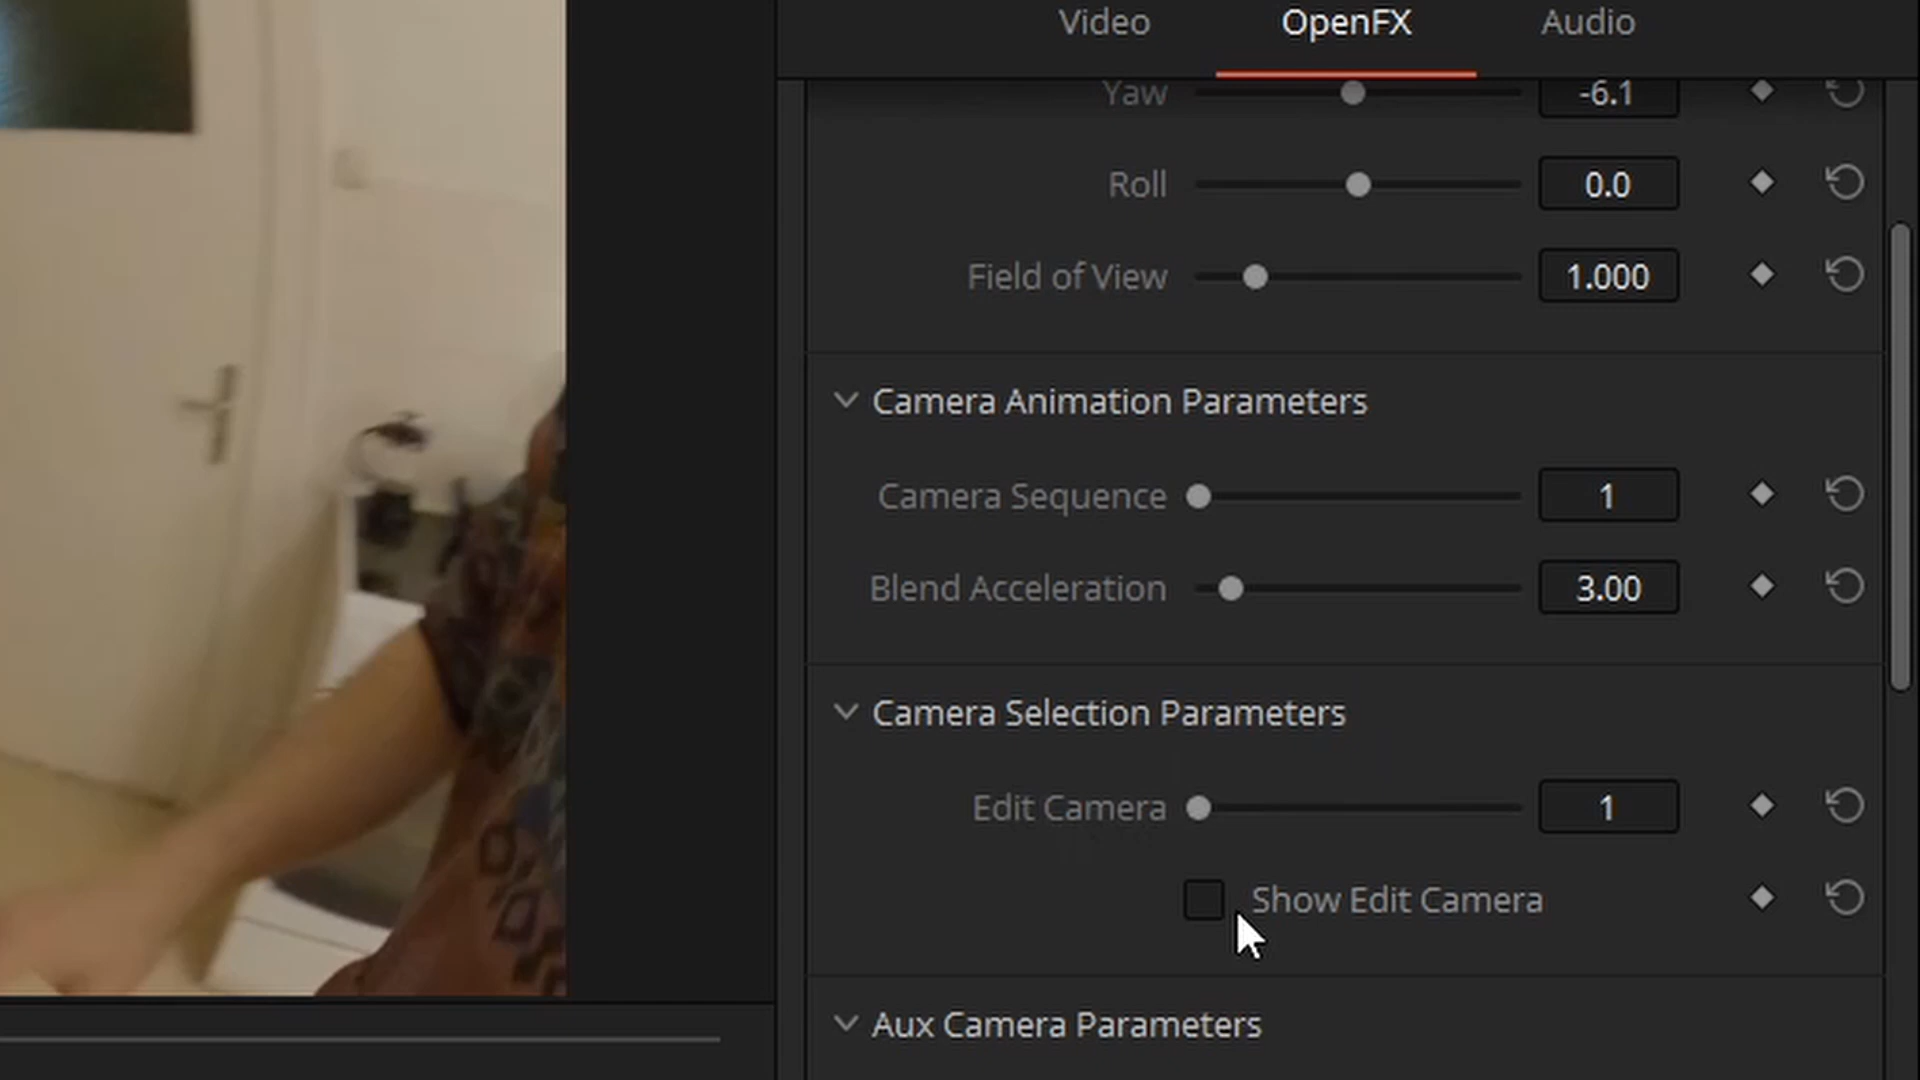 Video OpenFX Audio
Yaw -6.1
Roll 0.0
Field of View 1.000
Camera Animation Parameters
Camera Sequence 1
Blend Acceleration 3.00
Camera Selection Parameters
Edit Camera 1
Show Edit Camera
Aux Camera Parameters